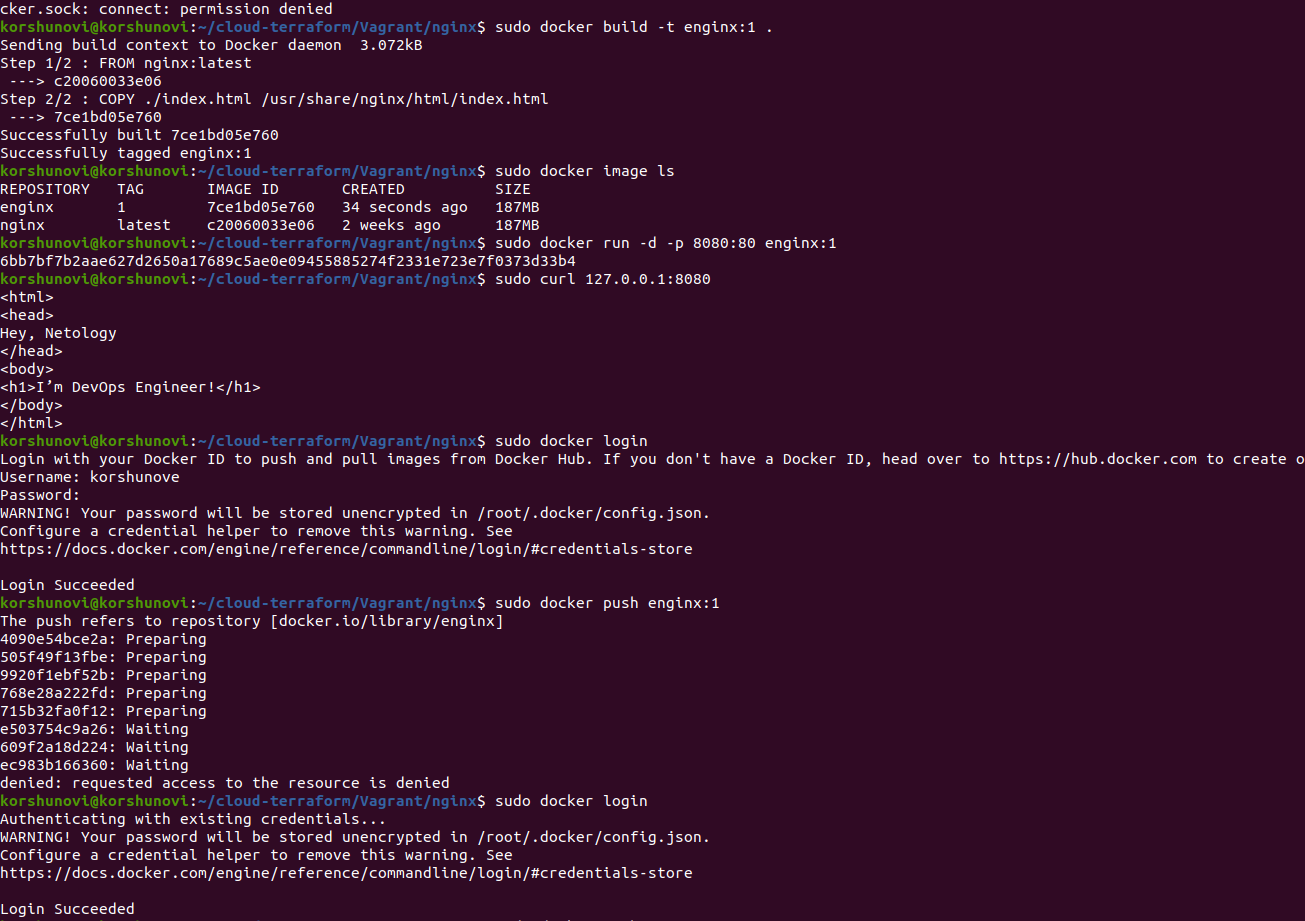 cker.sock: connect: permission denied
korshunovi@korshunovi:~/cloud-terraform/Vagrant/nginx$ sudo docker build -t enginx:1 .
Sending build context to Docker daemon  3.072kB
Step 1/2 : FROM nginx:latest
 ---> c20060033e06
Step 2/2 : COPY ./index.html /usr/share/nginx/html/index.html
 ---> 7ce1bd05e760
Successfully built 7ce1bd05e760
Successfully tagged enginx:1
korshunovi@korshunovi:~/cloud-terraform/Vagrant/nginx$ sudo docker image ls
REPOSITORY   TAG       IMAGE ID       CREATED          SIZE
enginx       1         7ce1bd05e760   34 seconds ago   187MB
nginx        latest    c20060033e06   2 weeks ago      187MB
korshunovi@korshunovi:~/cloud-terraform/Vagrant/nginx$ sudo docker run -d -p 8080:80 enginx:1
6bb7bf7b2aae627d2650a17689c5ae0e09455885274f2331e723e7f0373d33b4
korshunovi@korshunovi:~/cloud-terraform/Vagrant/nginx$ sudo curl 127.0.0.1:8080
<html>
<head>
Hey, Netology
</head>
<body>
<h1>I’m DevOps Engineer!</h1>
</body>
</html>
korshunovi@korshunovi:~/cloud-terraform/Vagrant/nginx$ sudo docker login
Login with your Docker ID to push and pull images from Docker Hub. If you don't have a Docker ID, head over to https://hub.docker.com to create o
Username: korshunove
Password:
WARNING! Your password will be stored unencrypted in /root/.docker/config.json.
Configure a credential helper to remove this warning. See
https://docs.docker.com/engine/reference/commandline/login/#credentials-store
Login Succeeded
korshunovi@korshunovi:~/cloud-terraform/Vagrant/nginx$ sudo docker push enginx:1
The push refers to repository [docker.io/library/enginx]
4090e54bce2a: Preparing
505f49f13fbe: Preparing
9920f1ebf52b: Preparing
768e28a222fd: Preparing
715b32fa0f12: Preparing
e503754c9a26: Waiting
609f2a18d224: Waiting
ec983b166360: Waiting
denied: requested access to the resource is denied
korshunovi@korshunovi:~/cloud-terraform/Vagrant/nginx$ sudo docker login
Authenticating with existing credentials...
WARNING! Your password will be stored unencrypted in /root/.docker/config.json.
Configure a credential helper to remove this warning. See
https://docs.docker.com/engine/reference/commandline/login/#credentials-store
Login Succeeded